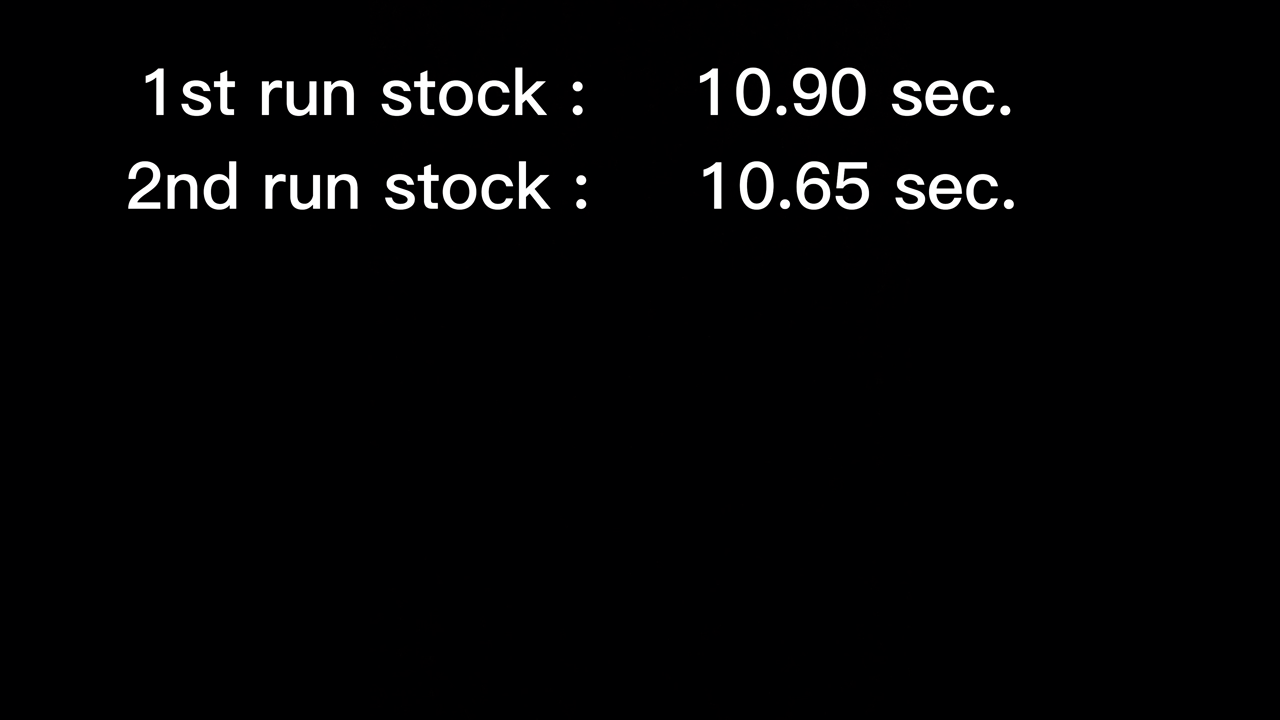 1st run stock : 10.90 sec.
2nd run stock : 10.65 sec.